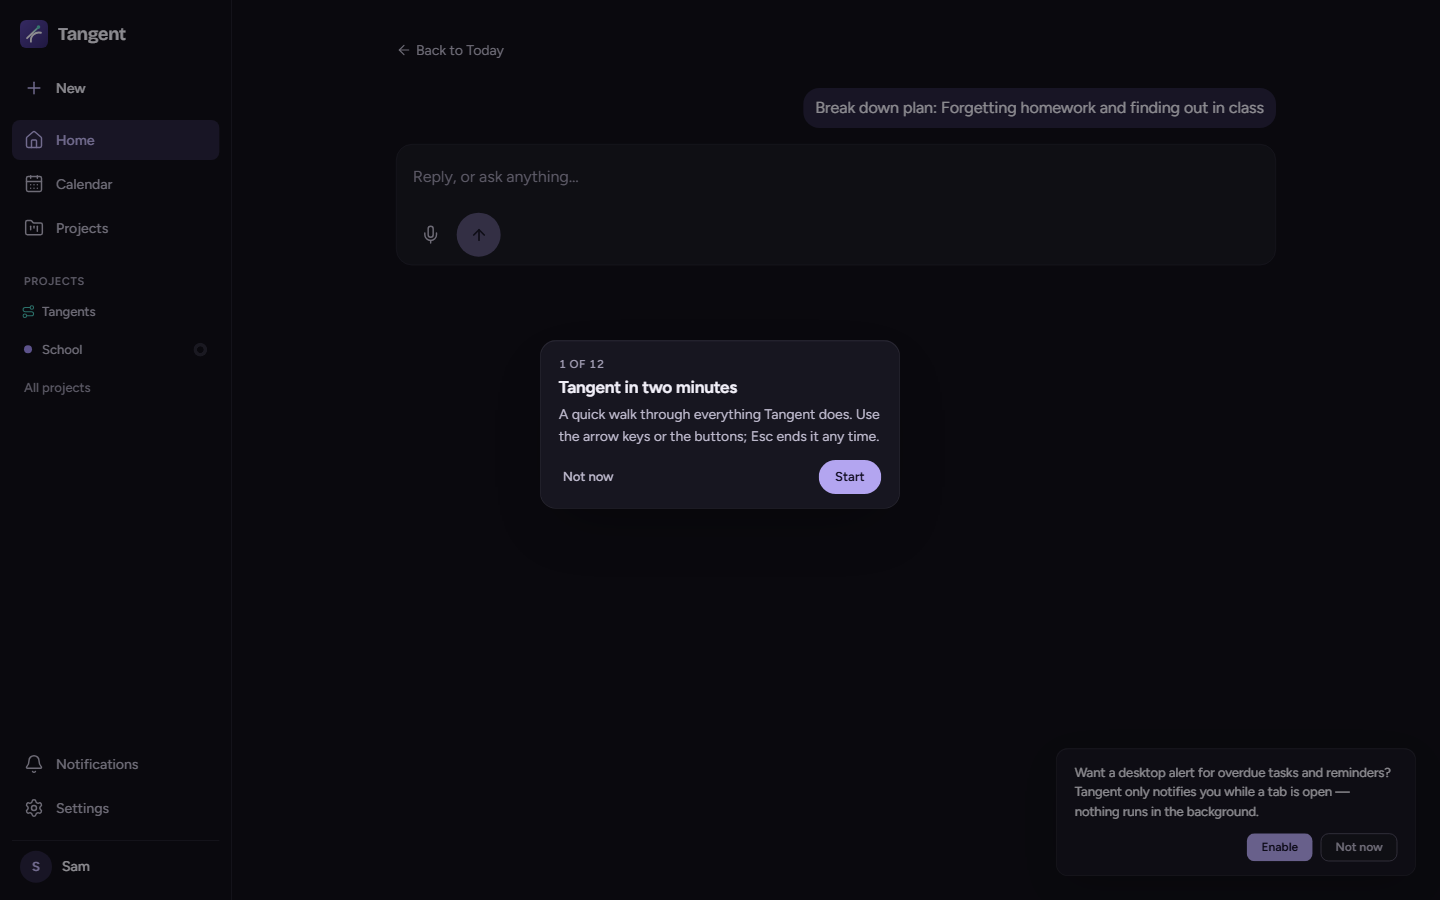 Tangent
New
Home
Calendar
Projects
PROJECTS
Tangents
School
All projects
Notifications
Settings
S
Sam
Back to Today
Break down plan: Forgetting homework and finding out in class
Reply, or ask anything...
1 OF 12
Tangent in two minutes
A quick walk through everything Tangent does. Use
the arrow keys or the buttons; Esc ends it any time.
Not now
Start
Want a desktop alert for overdue tasks and reminders?
Tangent only notifies you while a tab is open —
nothing runs in the background.
Enable
Not now